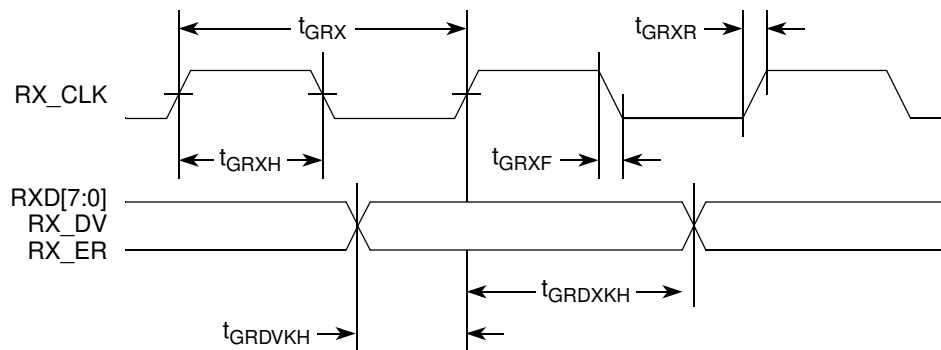 tGRX
tGRXR
RX_CLK
tGRXH
tGRXF
RXD[7:0]
RX_DV
RX_ER
tGRDXKH
tGRDVKH